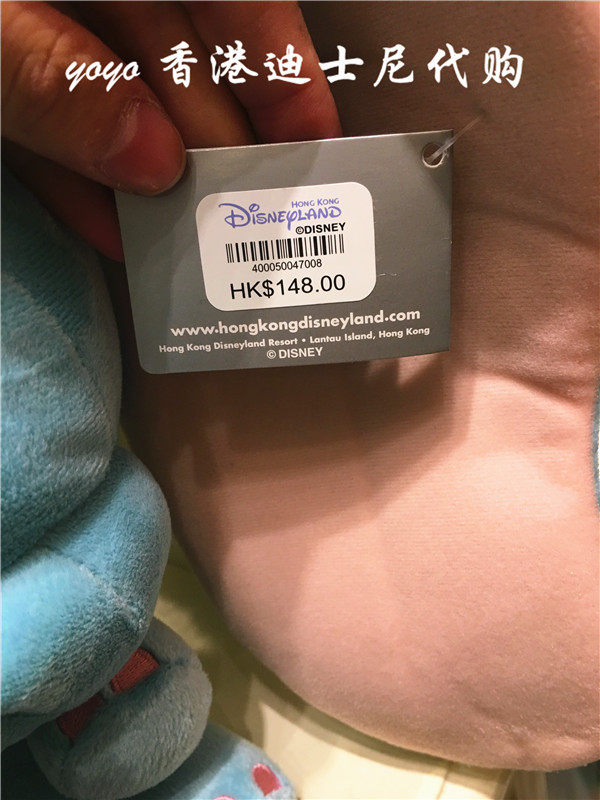 yoyo 香港迪士尼代购
HONG KONG
DISNEYLAND
©DISNEY
400050047008
HK$148.00
www.hongkongdisneyland.com
Hong Kong Disneyland Resort • Lantau Island, Hong Kong
© DISNEY